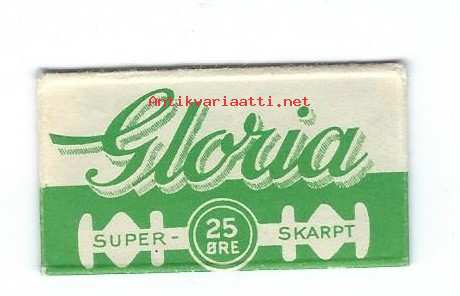 Antikvariaatti.net
Gloria
SUPER- 25 ØRE SKARPT